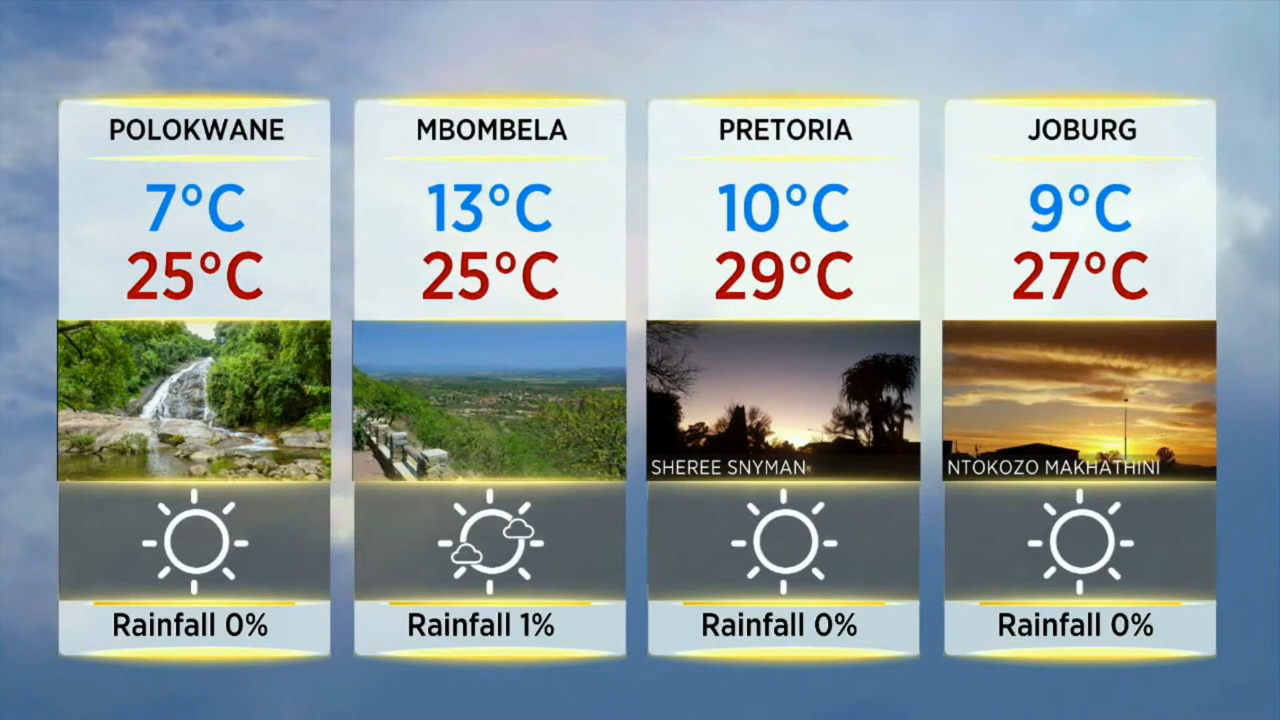 POLOKWANE
7°C
25°C
Rainfall 0%
MBOMBELA
13°C
25°C
Rainfall 1%
PRETORIA
10°C
29°C
SHEREE SNYMAN
Rainfall 0%
JOBURG
9°C
27°C
NTOKOZO MAKHATHINI
Rainfall 0%